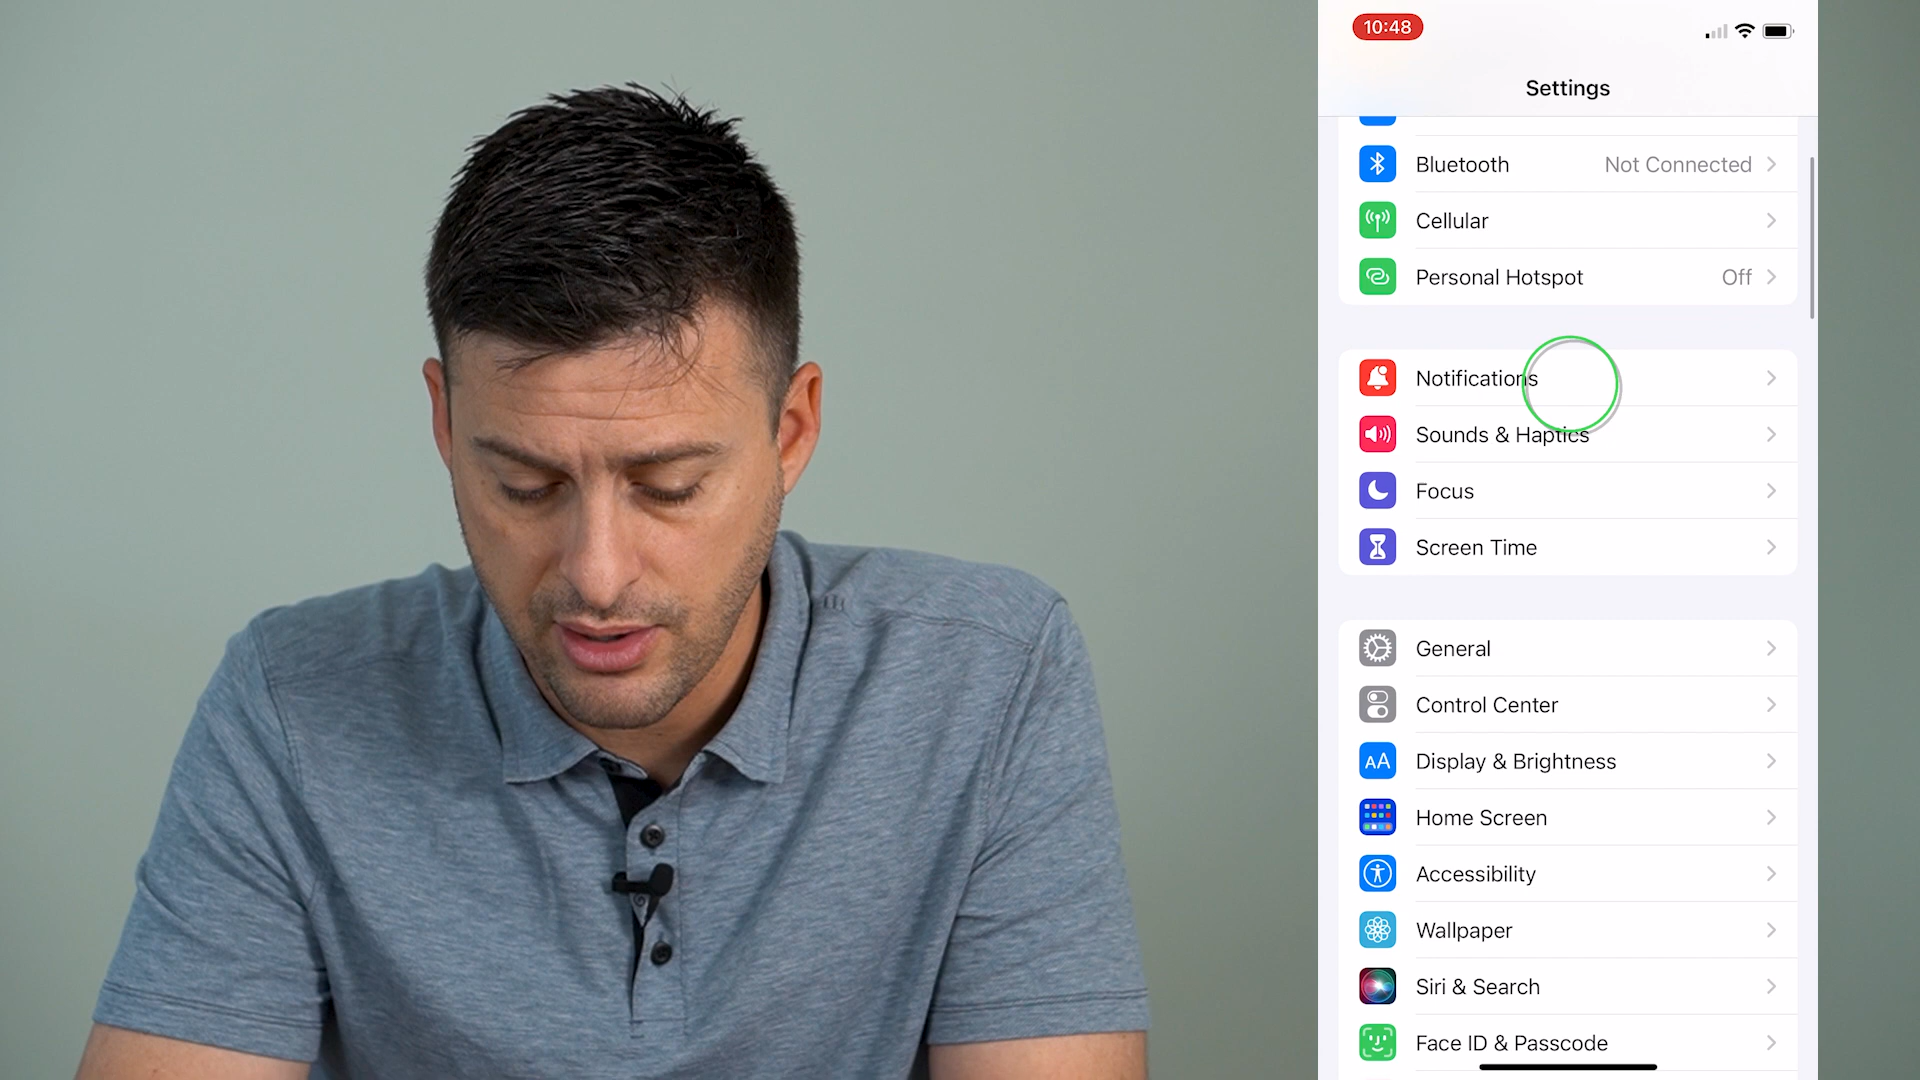 10:48
Settings
Bluetooth Not Connected
Cellular
Personal Hotspot Off
Notifications
Sounds & Haptics
Focus
Screen Time
General
Control Center
AA Display & Brightness
Home Screen
Accessibility
Wallpaper
Siri & Search
Face ID & Passcode